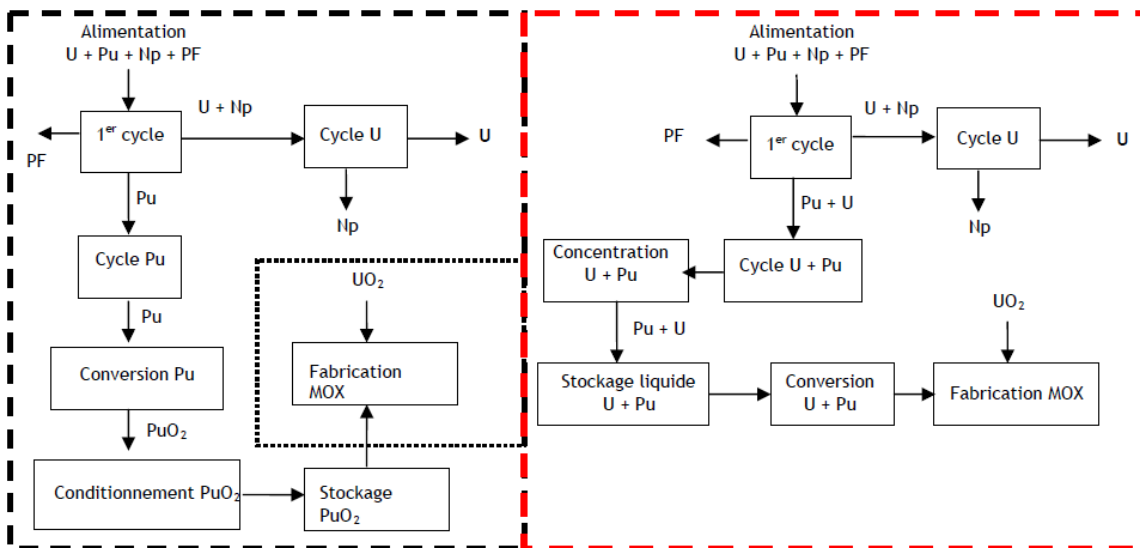 Alimentation
U + Pu + Np + PF
1er cycle
U + Np
Cycle U
U
PF
Pu
Np
Cycle Pu
Pu
UO2
Conversion Pu
Fabrication
MOX
PuO2
Conditionnement PuO2
Stockage
PuO2
Alimentation
U + Pu + Np + PF
1er cycle
U + Np
Cycle U
U
PF
Pu + U
Np
Concentration
U + Pu
Cycle U + Pu
UO2
Pu + U
Stockage liquide
U + Pu
Conversion
U + Pu
Fabrication MOX